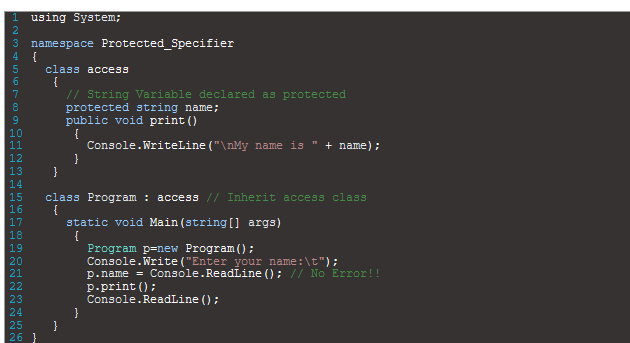 1 using System;
2
3 namespace Protected_Specifier
4 {
5 class access
6 {
7 // String Variable declared as protected
8 protected string name;
9 public void print()
10 {
11 Console.WriteLine("\nMy name is " + name);
12 }
13 }
14
15 class Program : access // Inherit access class
16 {
17 static void Main(string[] args)
18 {
19 Program p=new Program();
20 Console.Write("Enter your name:\t");
21 p.name = Console.ReadLine(); // No Error!!
22 p.print();
23 Console.ReadLine();
24 }
25 }
26 }